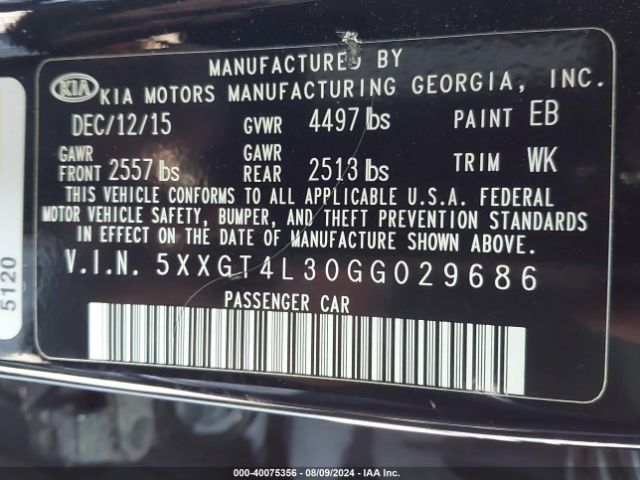 MANUFACTURED BY
KIA KIA MOTORS MANUFACTURING GEORGIA, INC.
DEC/12/15 GVWR 4497 lbs PAINT EB
GAWR FRONT 2557 lbs GAWR REAR 2513 lbs TRIM WK
THIS VEHICLE CONFORMS TO ALL APPLICABLE U.S.A. FEDERAL
MOTOR VEHICLE SAFETY, BUMPER, AND THEFT PREVENTION STANDARDS
IN EFFECT ON THE DATE OF MANUFACTURE SHOWN ABOVE.
V.I.N. 5XXGT4L30GG029686
PASSENGER CAR
5120
000-40075356 - 08/09/2024 - IAA Inc.